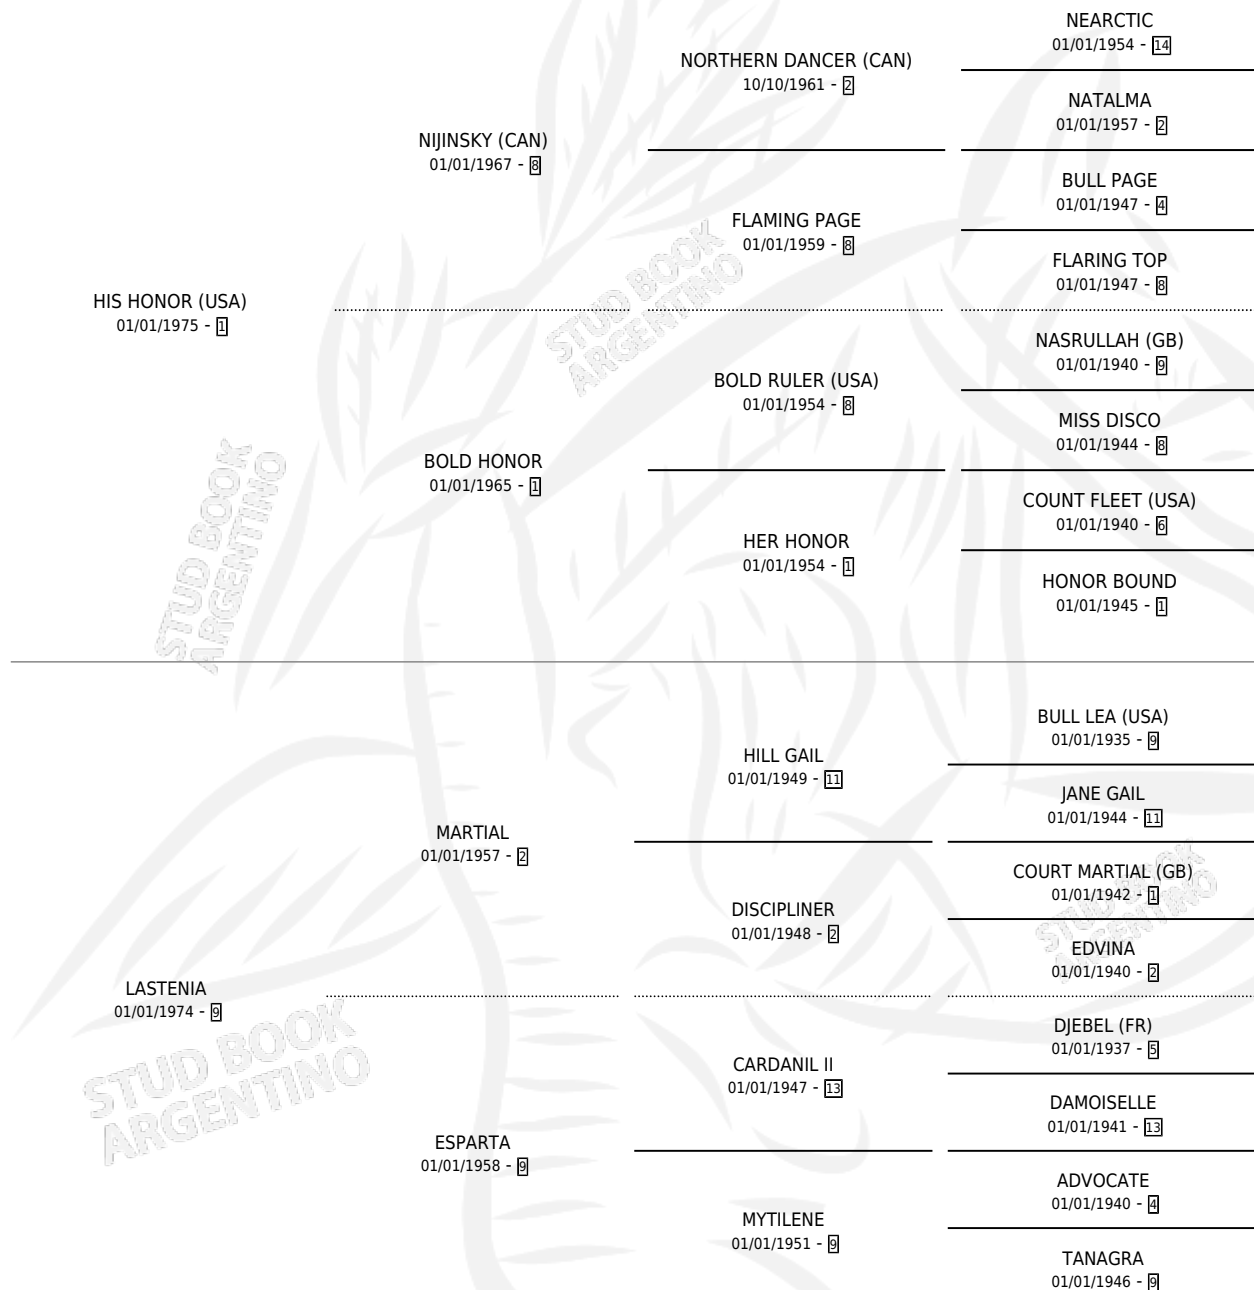 NEARCTIC
01/01/1954 - 14
NORTHERN DANCER (CAN)
10/10/1961 - 2
NATALMA
01/01/1957 - 2
NIJINSKY (CAN)
01/01/1967 - 8
BULL PAGE
01/01/1947 - 4
FLAMING PAGE
01/01/1959 - 8
FLARING TOP
01/01/1947 - 8
HIS HONOR (USA)
01/01/1975 - 1
NASRULLAH (GB)
01/01/1940 - 9
BOLD RULER (USA)
01/01/1954 - 8
MISS DISCO
01/01/1944 - 8
BOLD HONOR
01/01/1965 - 1
COUNT FLEET (USA)
01/01/1940 - 6
HER HONOR
01/01/1954 - 1
HONOR BOUND
01/01/1945 - 1
BULL LEA (USA)
01/01/1935 - 9
HILL GAIL
01/01/1949 - 11
JANE GAIL
01/01/1944 - 11
MARTIAL
01/01/1957 - 2
COURT MARTIAL (GB)
01/01/1942 - 1
DISCIPLINER
01/01/1948 - 2
EDVINA
01/01/1940 - 2
LASTENIA
01/01/1974 - 9
DJEBEL (FR)
01/01/1937 - 5
CARDANIL II
01/01/1947 - 13
DAMOISELLE
01/01/1941 - 13
ESPARTA
01/01/1958 - 9
ADVOCATE
01/01/1940 - 4
MYTILENE
01/01/1951 - 9
TANAGRA
01/01/1946 - 9
STUD BOOK
ARGENTINO
STUD BOOK
ARGENTINO
STUD BOOK
ARGENTINO
STUD BOOK
ARGENTINO